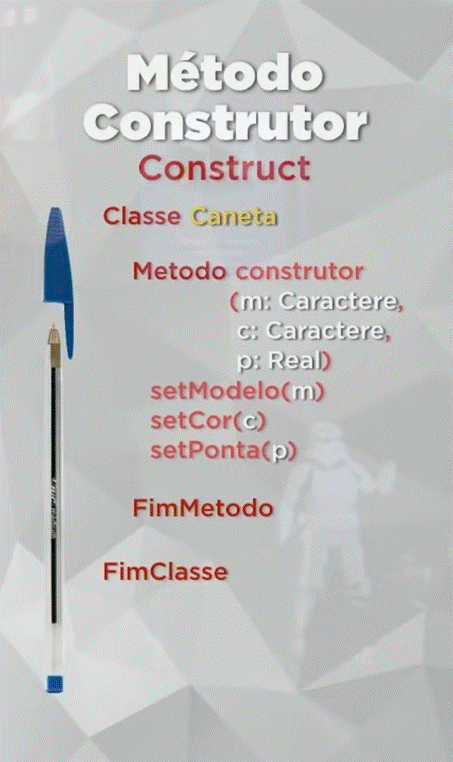 Método
Construtor
Construct
Classe Caneta
Metodo construtor
(m: Caractere,
c: Caractere,
p: Real)
setModelo(m)
setCor(c)
setPonta(p)
FimMetodo
FimClasse